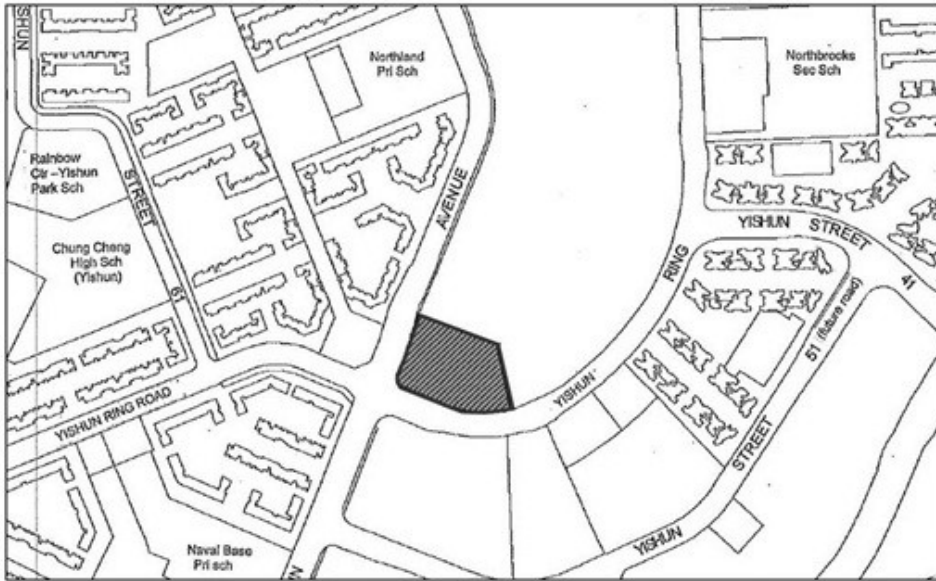 SHUN
Northland
Pri Sch
Northbrooks
Sec Sch
Rainbow
Ctr - Yishun
Park Sch
STREET
AVENUE
Chung Cheng
High Sch
(Yishun)
61
YISHUN STREET
41
RING
YISHUN
51 (future road)
YISHUN RING ROAD
STREET
YISHUN
Naval Base
Pri sch
UN